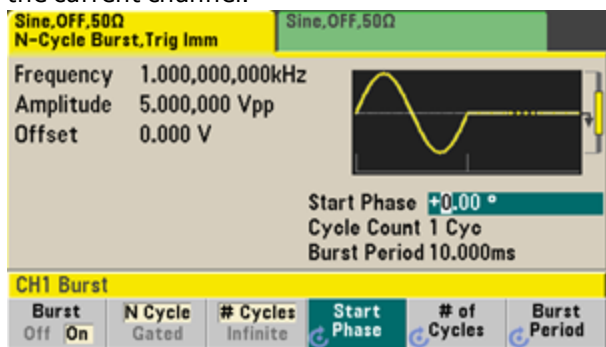 the current channel.
Sine,OFF,50Ω
N-Cycle Burst,Trig Imm
Sine,OFF,50Ω
Frequency 1.000,000,000kHz
Amplitude 5.000,000 Vpp
Offset 0.000 V
Start Phase +0.00 °
Cycle Count 1 Cyc
Burst Period 10.000ms
CH1 Burst
Burst
Off On
N Cycle
Gated
# Cycles
Infinite
Start
Phase
# of
Cycles
Burst
Period